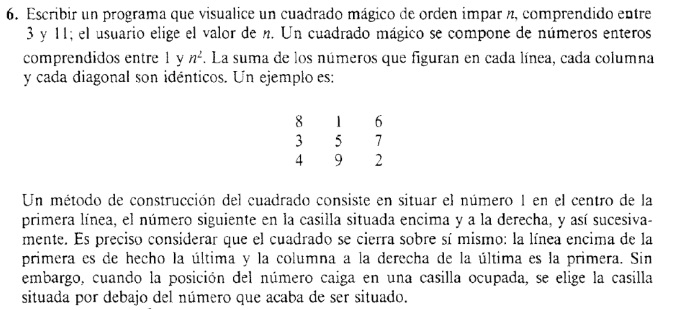 6. Escribir un programa que visualice un cuadrado mágico de orden impar n, comprendido entre
3 y 11; el usuario elige el valor de n. Un cuadrado mágico se compone de números enteros
comprendidos entre 1 y n². La suma de los números que figuran en cada línea, cada columna
y cada diagonal son idénticos. Un ejemplo es:
8 1 6
3 5 7
4 9 2
Un método de construcción del cuadrado consiste en situar el número 1 en el centro de la
primera línea, el número siguiente en la casilla situada encima y a la derecha, y así sucesiva-
mente. Es preciso considerar que el cuadrado se cierra sobre sí mismo: la línea encima de la
primera es de hecho la última y la columna a la derecha de la última es la primera. Sin
embargo, cuando la posición del número caiga en una casilla ocupada, se elige la casilla
situada por debajo del número que acaba de ser situado.